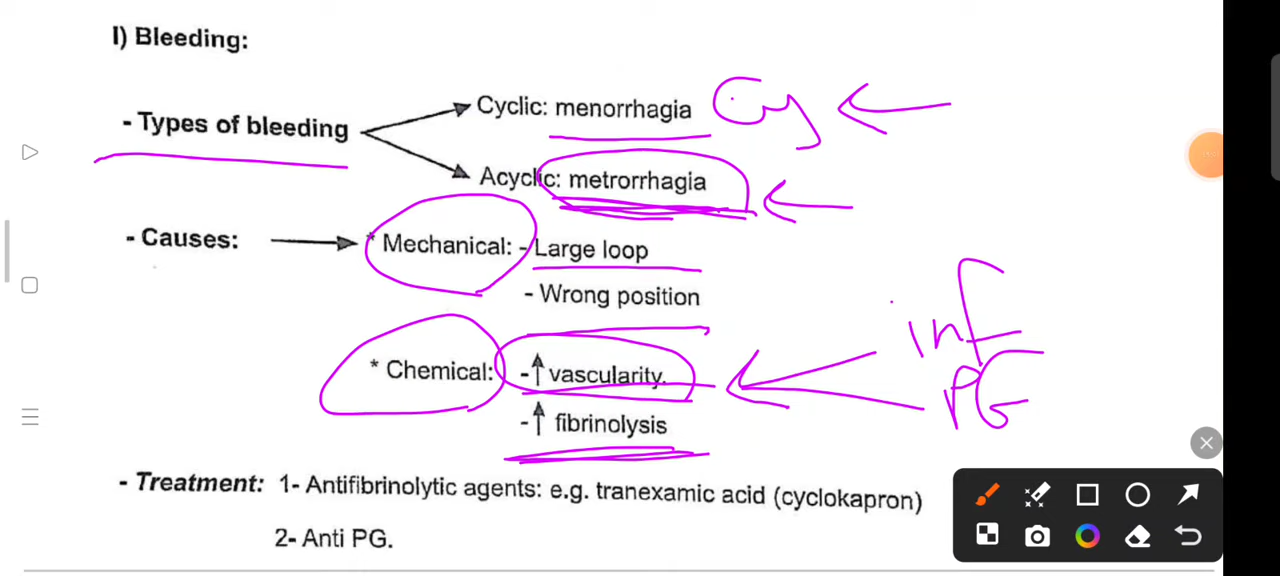 I) Bleeding:
Cyclic: menorrhagia Cy
- Types of bleeding
Acyclic: metrorrhagia
- Causes: * Mechanical: - Large loop
- Wrong position
inf
* Chemical: -↑ vascularity.
PG
-↑ fibrinolysis
- Treatment: 1- Antifibrinolytic agents: e.g. tranexamic acid (cyclokapron)
2- Anti PG.